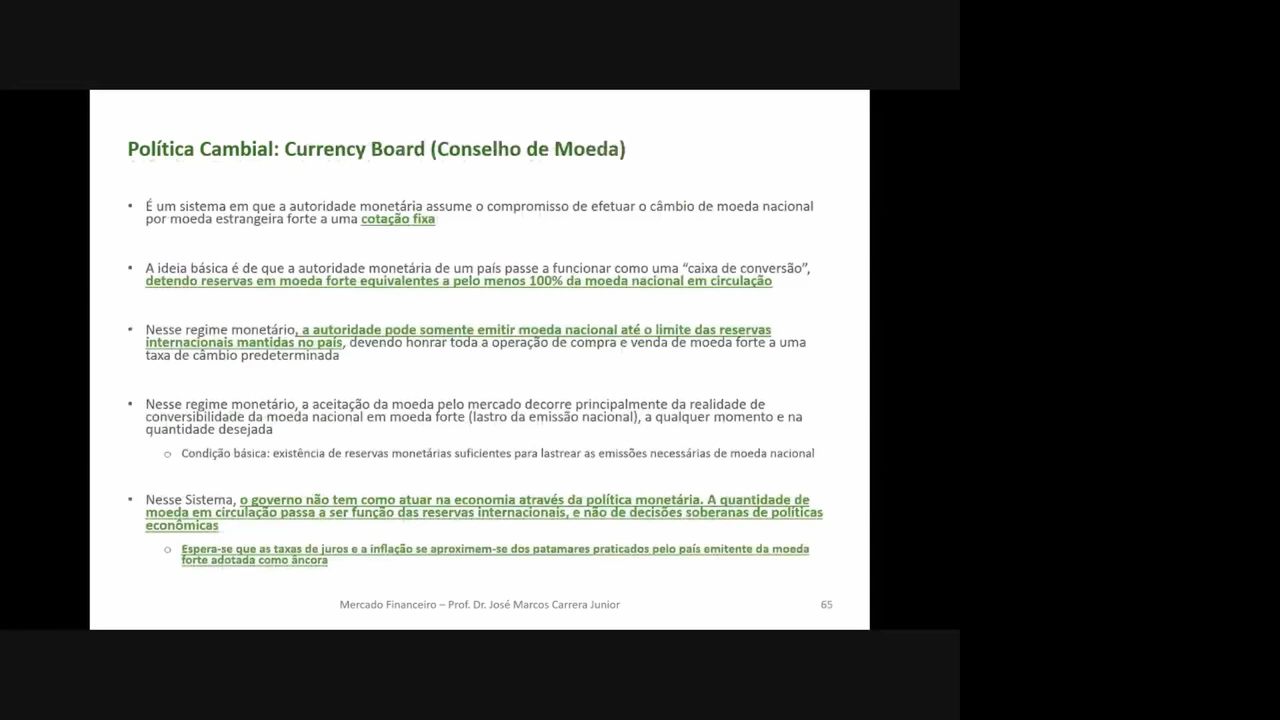 Política Cambial: Currency Board (Conselho de Moeda)
• É um sistema em que a autoridade monetária assume o compromisso de efetuar o câmbio de moeda nacional
por moeda estrangeira forte a uma cotação fixa
• A ideia básica é de que a autoridade monetária de um país passe a funcionar como uma “caixa de conversão”,
detendo reservas em moeda forte equivalentes a pelo menos 100% da moeda nacional em circulação
• Nesse regime monetário, a autoridade pode somente emitir moeda nacional até o limite das reservas
internacionais mantidas no país, devendo honrar toda a operação de compra e venda de moeda forte a uma
taxa de câmbio predeterminada
• Nesse regime monetário, a aceitação da moeda pelo mercado decorre principalmente da realidade de
conversibilidade da moeda nacional em moeda forte (lastro da emissão nacional), a qualquer momento e na
quantidade desejada
o Condição básica: existência de reservas monetárias suficientes para lastrear as emissões necessárias de moeda nacional
• Nesse Sistema, o governo não tem como atuar na economia através da política monetária. A quantidade de
moeda em circulação passa a ser função das reservas internacionais, e não de decisões soberanas de políticas
econômicas
o Espera-se que as taxas de juros e a inflação se aproximem-se dos patamares praticados pelo país emitente da moeda
forte adotada como âncora
Mercado Financeiro – Prof. Dr. José Marcos Carrera Junior
65